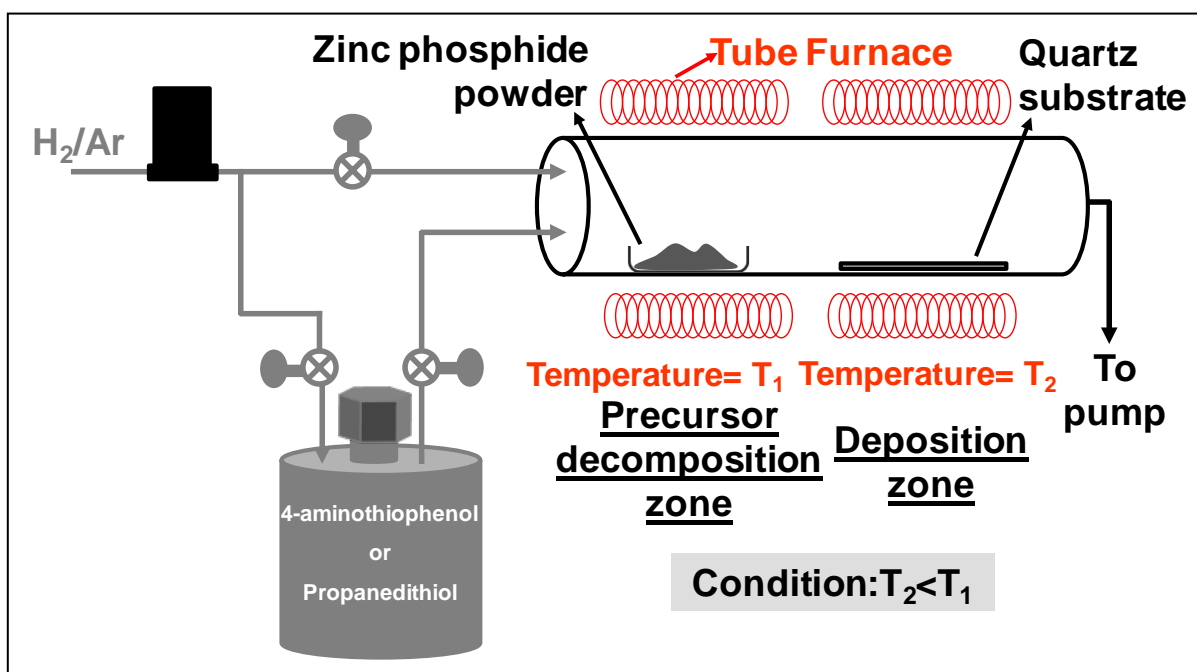 Zinc phosphide
powder
Tube Furnace
Quartz
substrate
H₂/Ar
Temperature= T₁
Temperature= T₂
To
pump
Precursor
decomposition
zone
Deposition
zone
4-aminothiophenol
or
Propanedithiol
Condition:T₂<T₁